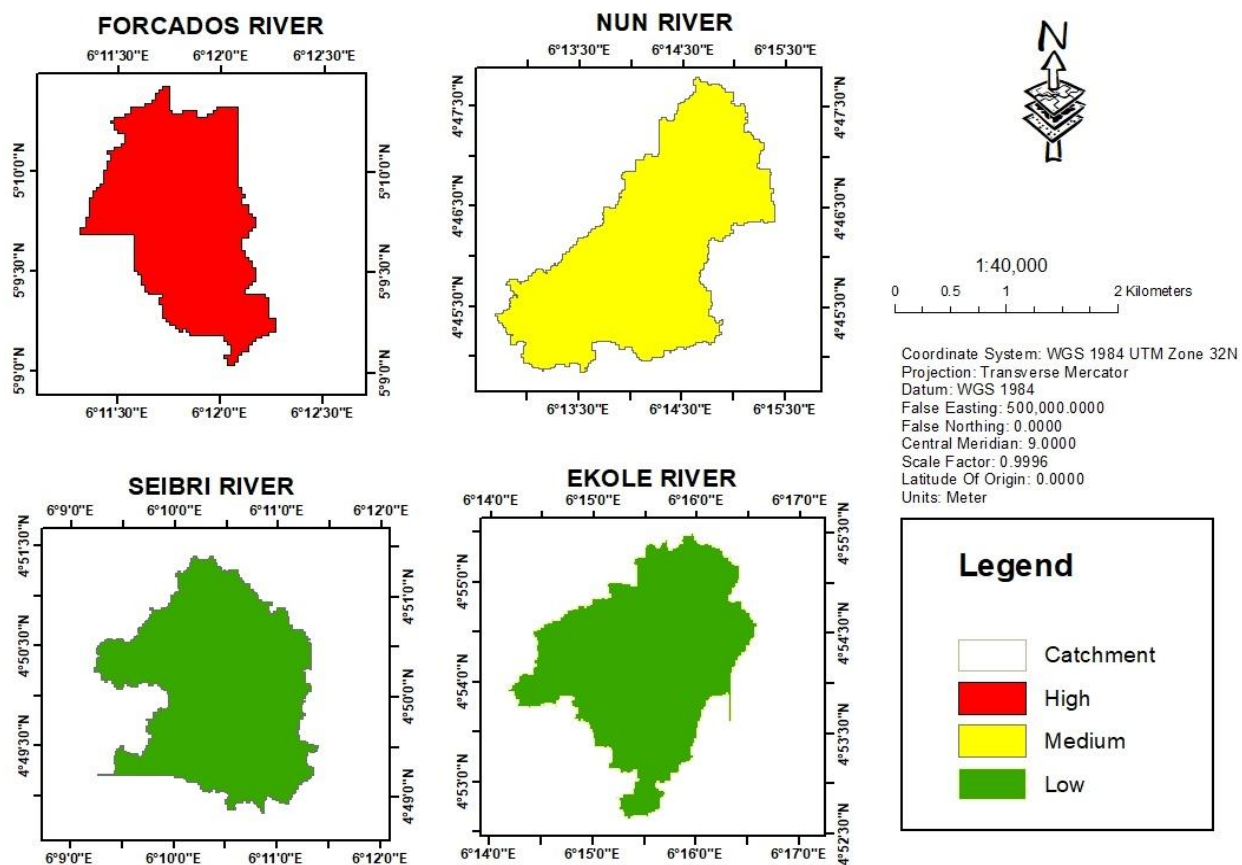 FORCADOS RIVER
6°11'30"E 6°12'0"E 6°12'30"E
5°10'0"N
5°9'30"N
5°9'0"N
5°10'0"N
5°9'30"N
5°9'0"N
6°11'30"E 6°12'0"E 6°12'30"E
NUN RIVER
6°13'30"E 6°14'30"E 6°15'30"E
4°47'30"N
4°46'30"N
4°45'30"N
4°47'30"N
4°46'30"N
4°45'30"N
6°13'30"E 6°14'30"E 6°15'30"E
N
1:40,000
0 0.5 1 2 Kilometers
Coordinate System: WGS 1984 UTM Zone 32N
Projection: Transverse Mercator
Datum: WGS 1984
False Easting: 500,000.0000
False Northing: 0.0000
Central Meridian: 9.0000
Scale Factor: 0.9996
Latitude Of Origin: 0.0000
Units: Meter
SEIBRI RIVER
6°9'0"E 6°10'0"E 6°11'0"E 6°12'0"E
4°51'30"N
4°50'30"N
4°49'30"N
4°51'0"N
4°50'0"N
4°49'0"N
6°9'0"E 6°10'0"E 6°11'0"E 6°12'0"E
EKOLE RIVER
6°14'0"E 6°15'0"E 6°16'0"E 6°17'0"E
4°55'0"N
4°54'0"N
4°53'0"N
4°55'30"N
4°54'30"N
4°53'30"N
4°52'30"N
6°14'0"E 6°15'0"E 6°16'0"E 6°17'0"E
Legend
Catchment
High
Medium
Low